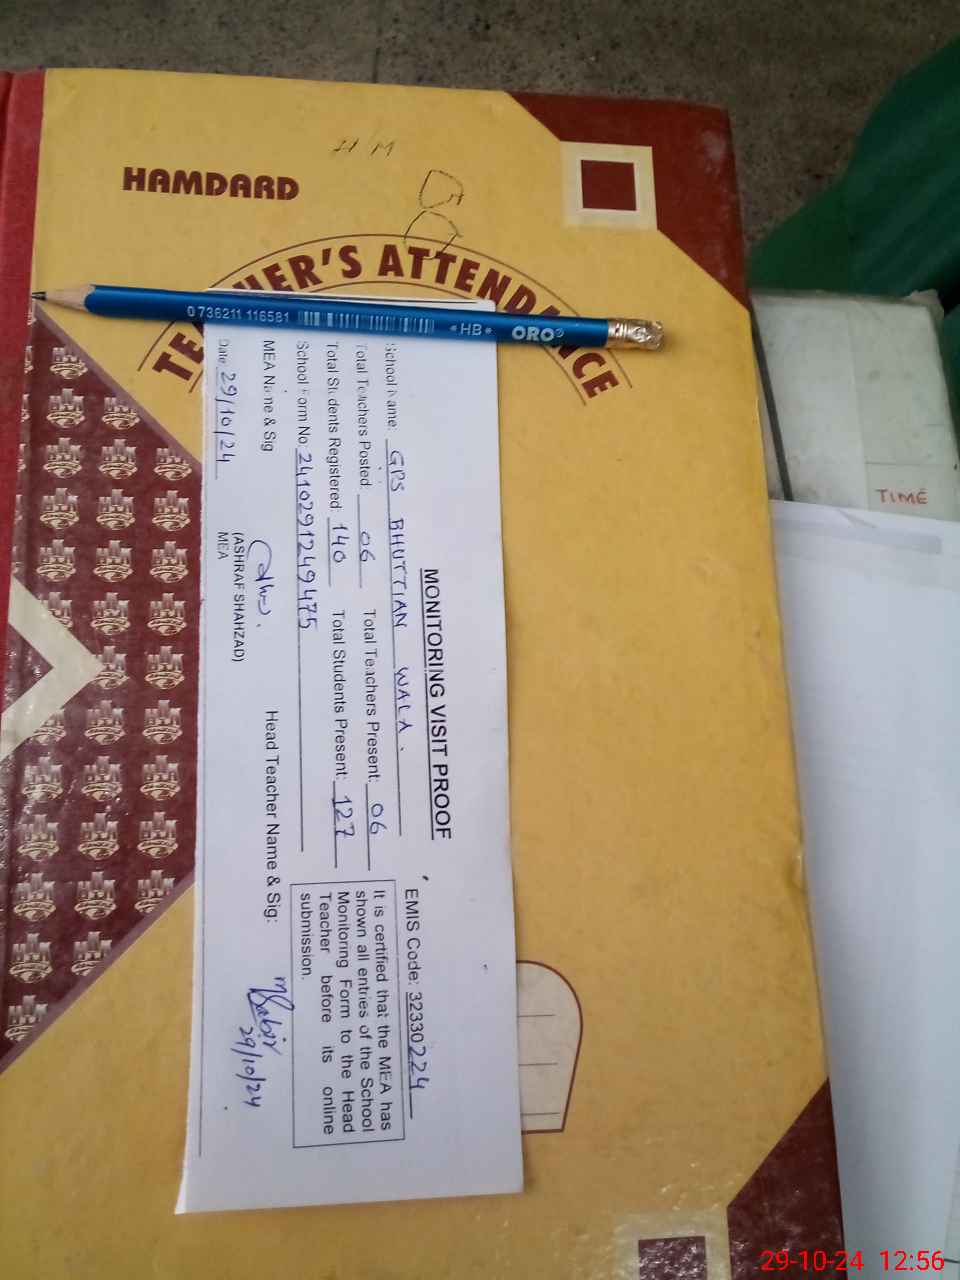 H/M
HAMDARD
TEACHER'S ATTENDANCE
0 736211 116581 HB ORO
TIME
MONITORING VISIT PROOF
EMIS Code: 32330224
School Name: GPS BHUTTIAN WALA.
Total Teachers Posted: 06 Total Teachers Present: 06
Total Students Registered: 140 Total Students Present: 127
School Form No: 2410291249475
It is certified that the MEA has
shown all entries of the School
Monitoring Form to the Head
Teacher before its online
submission.
MEA Name & Sig Head Teacher Name & Sig:
(ASHRAF SHAHZAD)
MEA
Date 29/10/24
29/10/24
29-10-24 12:56